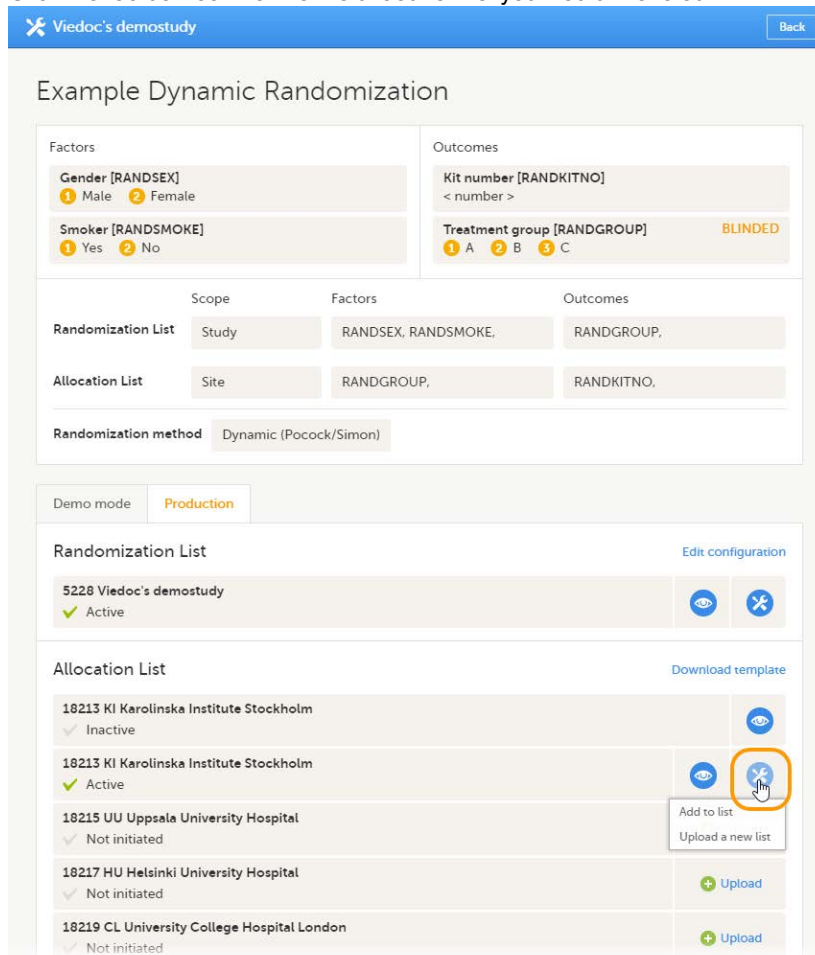 Viedoc's demostudy Back
Example Dynamic Randomization
Factors
Gender [RANDSEX]
1 Male 2 Female
Smoker [RANDSMOKE]
1 Yes 2 No
Outcomes
Kit number [RANDKITNO]
< number >
Treatment group [RANDGROUP] BLINDED
1 A 2 B 3 C
Scope Factors Outcomes
Randomization List Study RANDSEX, RANDSMOKE, RANDGROUP,
Allocation List Site RANDGROUP, RANDKITNO,
Randomization method Dynamic (Pocock/Simon)
Demo mode Production
Randomization List Edit configuration
5228 Viedoc's demostudy
Active
Allocation List Download template
18213 KI Karolinska Institute Stockholm
Inactive
18213 KI Karolinska Institute Stockholm
Active
Add to list
Upload a new list
18215 UU Uppsala University Hospital
Not initiated
18217 HU Helsinki University Hospital
Not initiated
Upload
18219 CL University College Hospital London
Not initiated
Upload